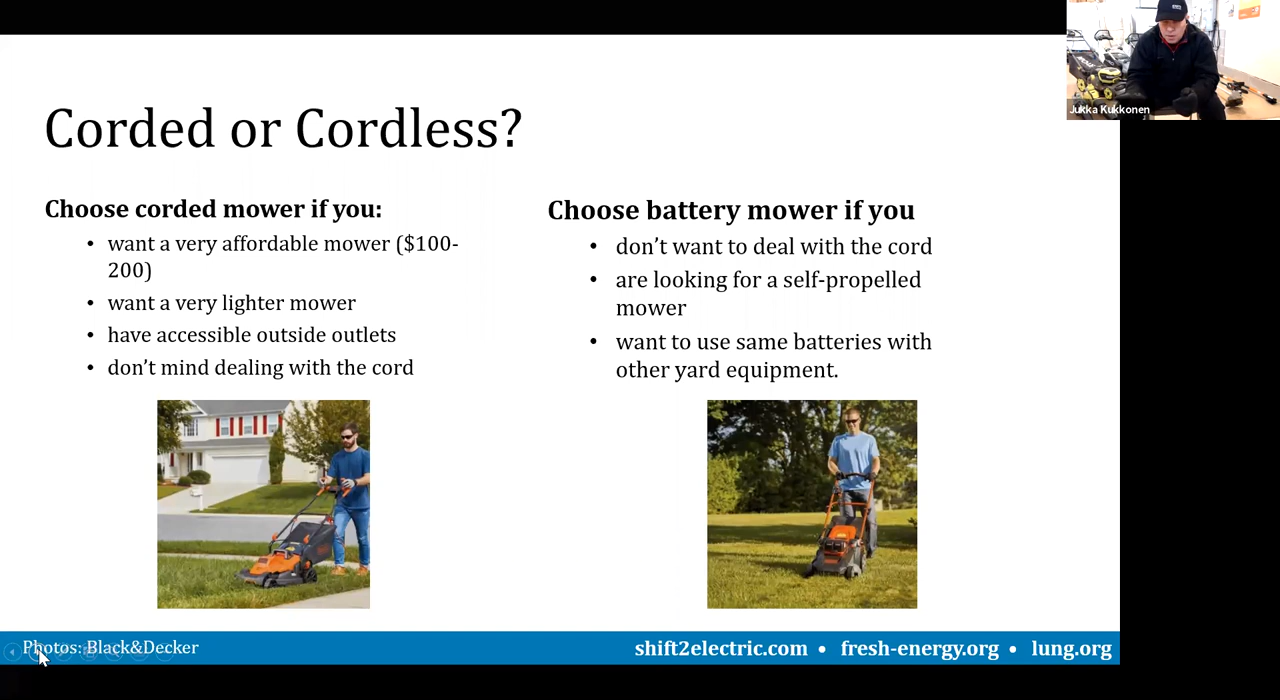 Jukka Kukkonen
Corded or Cordless?
Choose corded mower if you:
• want a very affordable mower ($100-
200)
• want a very lighter mower
• have accessible outside outlets
• don’t mind dealing with the cord
Choose battery mower if you
• don’t want to deal with the cord
• are looking for a self-propelled
mower
• want to use same batteries with
other yard equipment.
Photos: Black&Decker
shift2electric.com • fresh-energy.org • lung.org